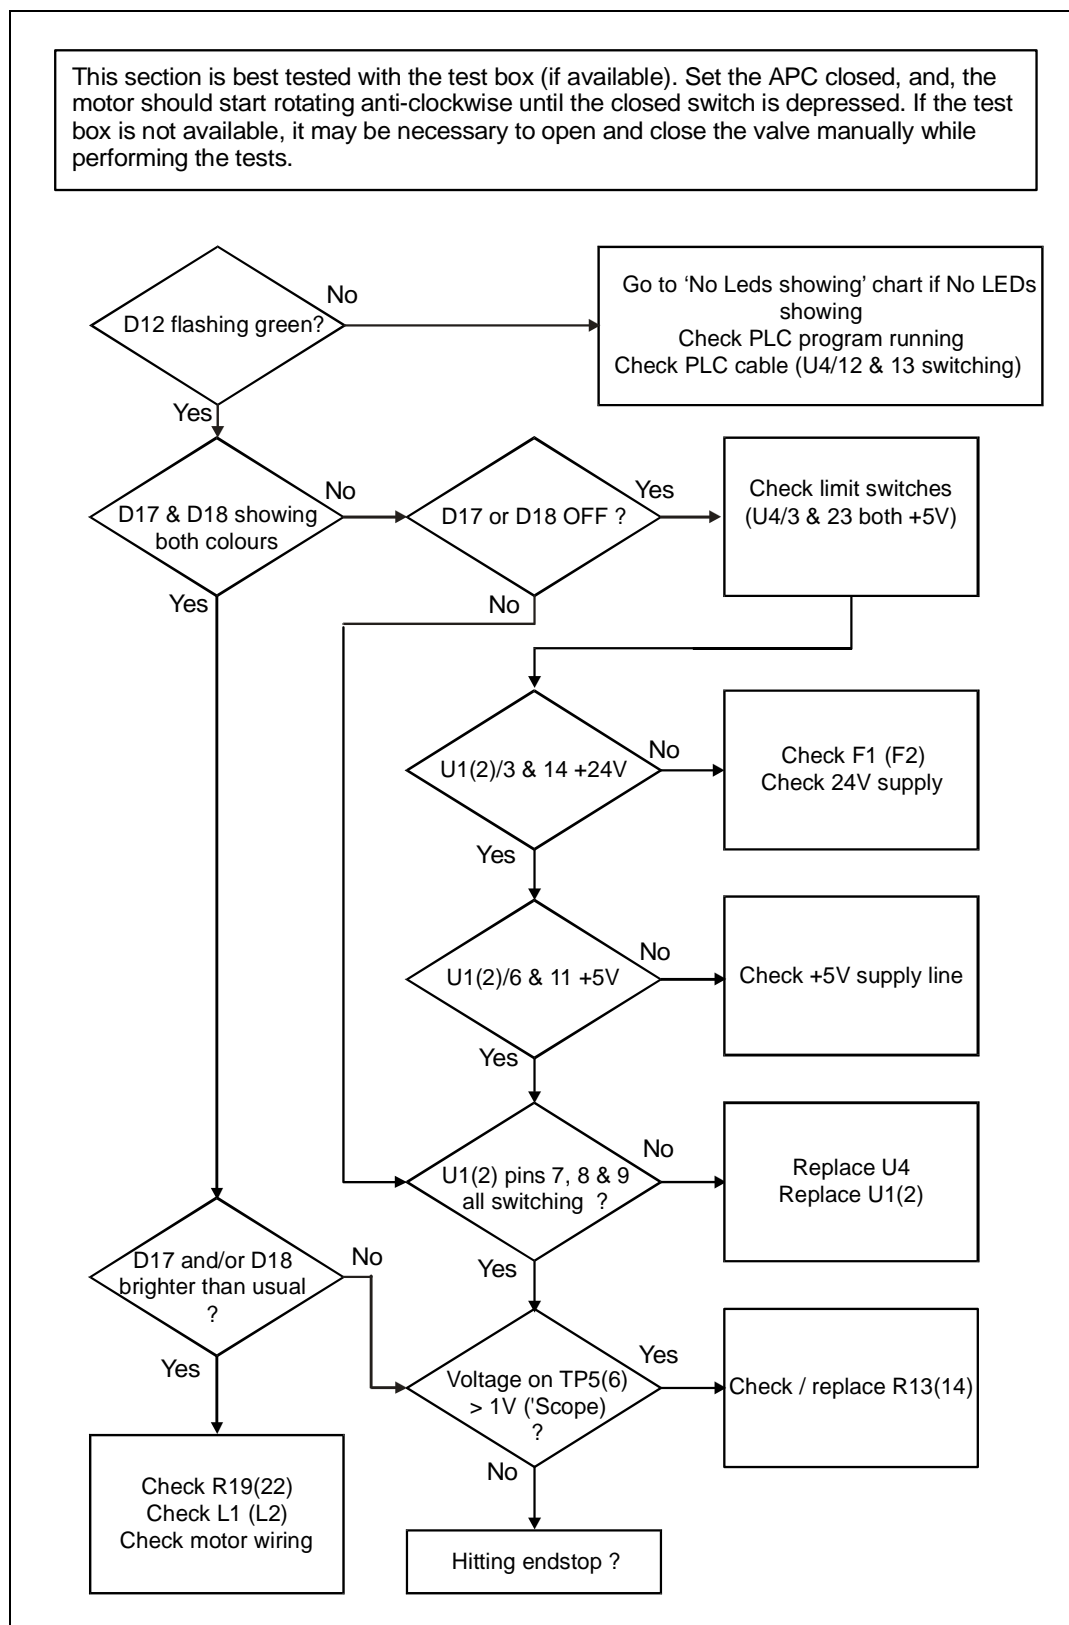 This section is best tested with the test box (if available). Set the APC closed, and, the
motor should start rotating anti-clockwise until the closed switch is depressed. If the test
box is not available, it may be necessary to open and close the valve manually while
performing the tests.
D12 flashing green?
No
Yes
Go to ‘No Leds showing’ chart if No LEDs
showing
Check PLC program running
Check PLC cable (U4/12 & 13 switching)
D17 & D18 showing
both colours
No
Yes
D17 or D18 OFF ?
Yes
No
Check limit switches
(U4/3 & 23 both +5V)
U1(2)/3 & 14 +24V
No
Yes
Check F1 (F2)
Check 24V supply
U1(2)/6 & 11 +5V
No
Yes
Check +5V supply line
U1(2) pins 7, 8 & 9
all switching ?
No
Yes
Replace U4
Replace U1(2)
D17 and/or D18
brighter than usual
?
No
Yes
Voltage on TP5(6)
> 1V ('Scope)
?
Yes
No
Check / replace R13(14)
Check R19(22)
Check L1 (L2)
Check motor wiring
Hitting endstop ?